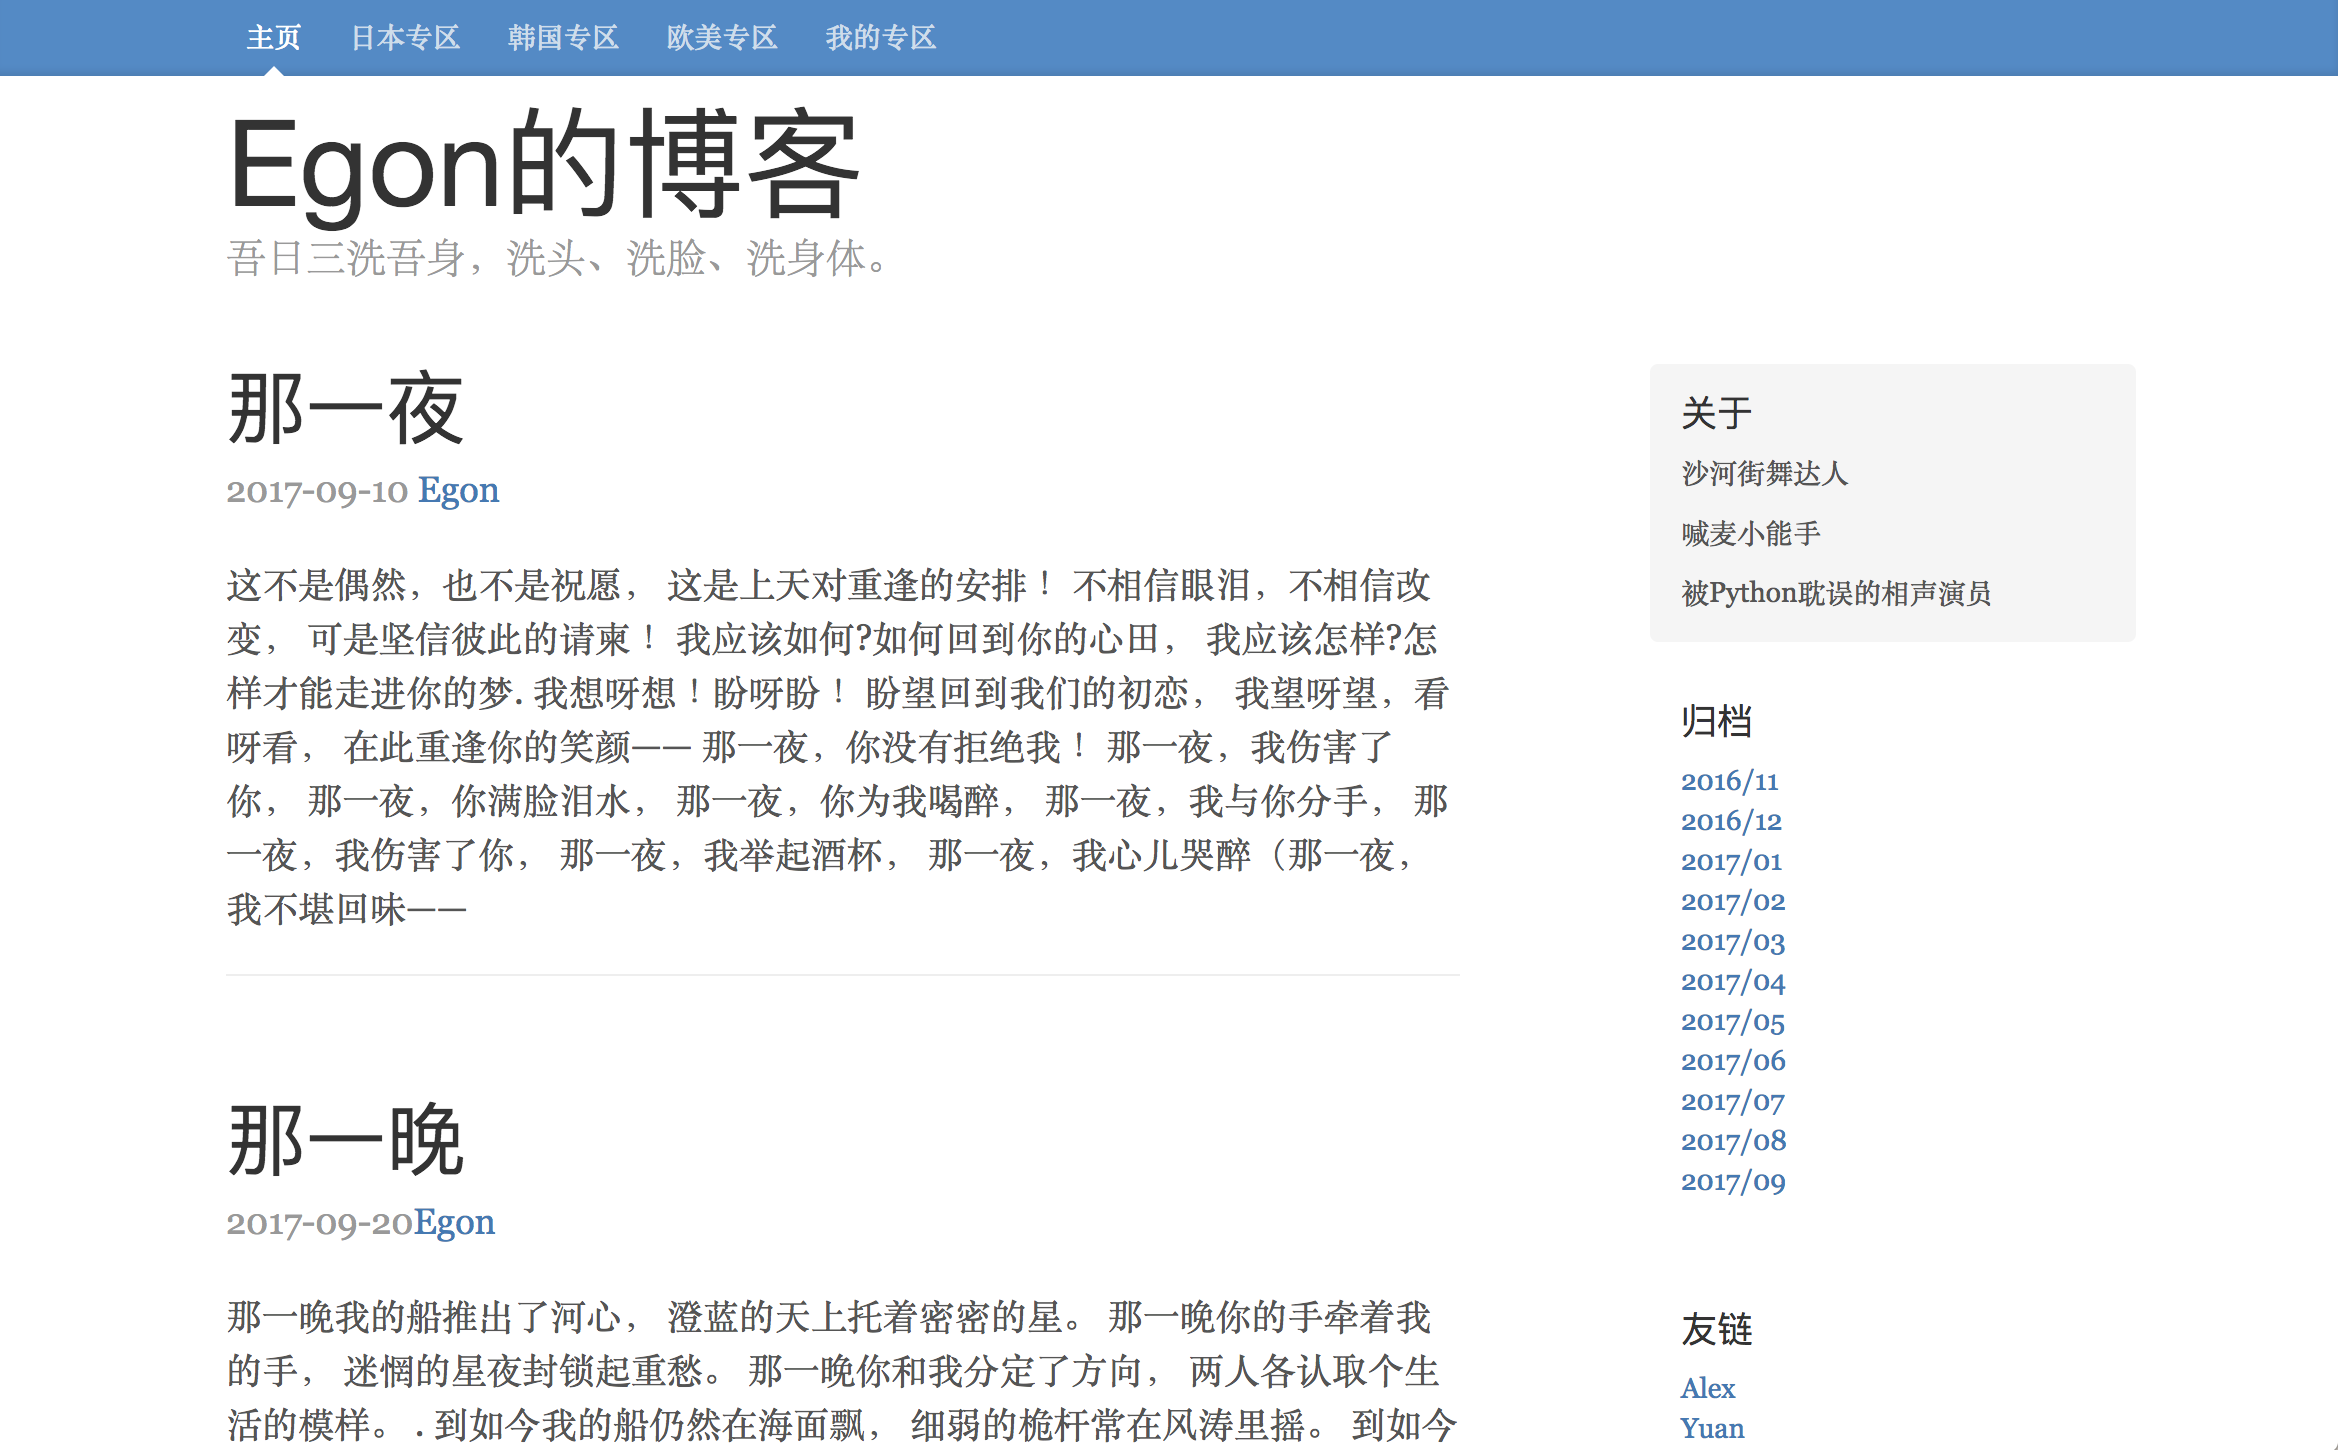 主页 日本专区 韩国专区 欧美专区 我的专区
Egon的博客
吾日三洗吾身，洗头、洗脸、洗身体。
那一夜
2017-09-10 Egon
这不是偶然，也不是祝愿， 这是上天对重逢的安排！ 不相信眼泪，不相信改
变， 可是坚信彼此的请柬！ 我应该如何?如何回到你的心田， 我应该怎样?怎
样才能走进你的梦. 我想呀想！盼呀盼！ 盼望回到我们的初恋， 我望呀望，看
呀看， 在此重逢你的笑颜—— 那一夜，你没有拒绝我！ 那一夜，我伤害了
你， 那一夜，你满脸泪水， 那一夜，你为我喝醉， 那一夜，我与你分手， 那
一夜，我伤害了你， 那一夜，我举起酒杯， 那一夜，我心儿哭醉（那一夜，
我不堪回味——
那一晚
2017-09-20Egon
那一晚我的船推出了河心， 澄蓝的天上托着密密的星。 那一晚你的手牵着我
的手， 迷惘的星夜封锁起重愁。 那一晚你和我分定了方向， 两人各认取个生
活的模样。 . 到如今我的船仍然在海面飘， 细弱的桅杆常在风涛里摇。 到如今
关于
沙河街舞达人
喊麦小能手
被Python耽误的相声演员
归档
2016/11
2016/12
2017/01
2017/02
2017/03
2017/04
2017/05
2017/06
2017/07
2017/08
2017/09
友链
Alex
Yuan